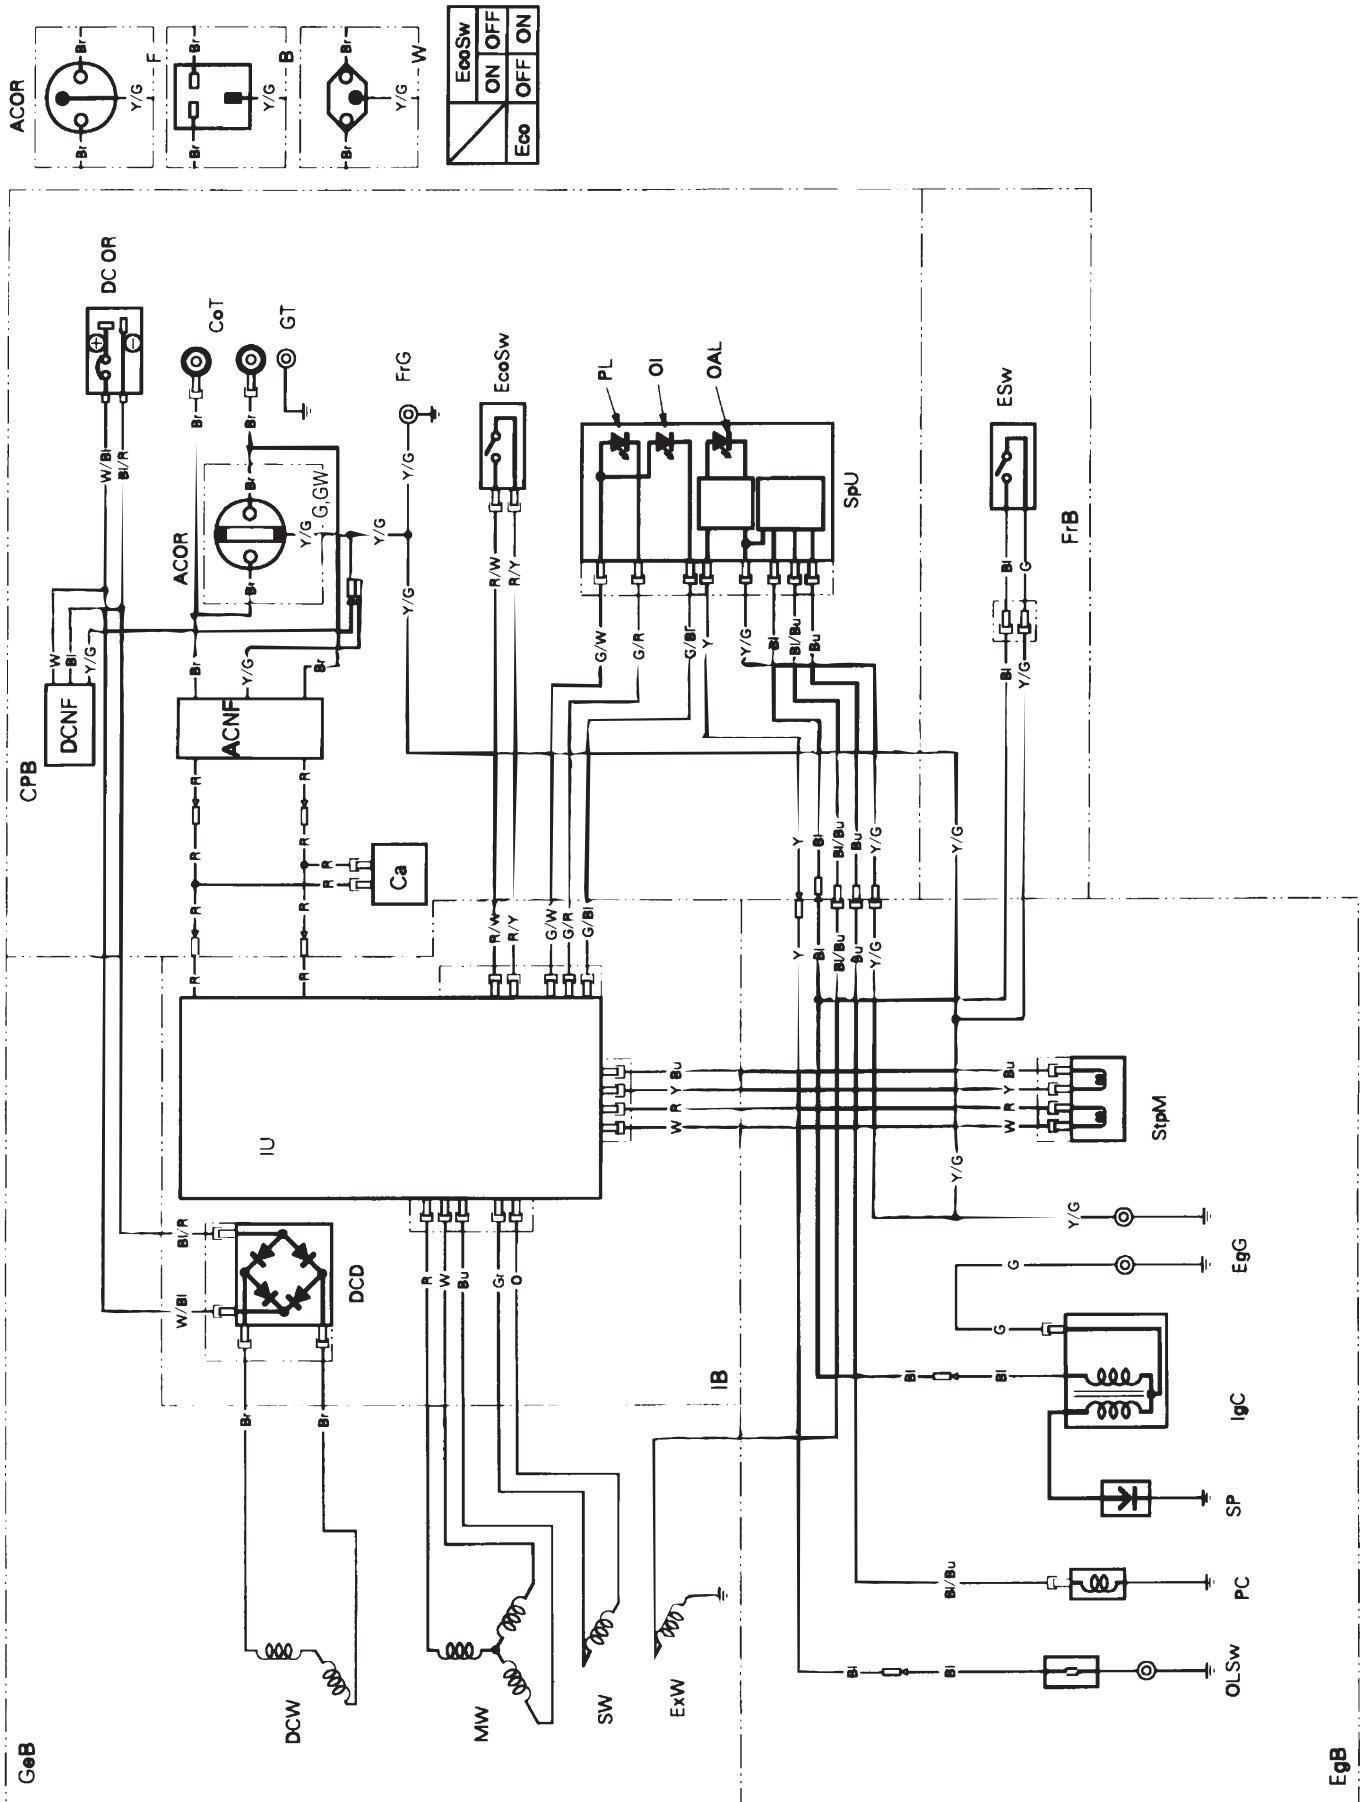 ACOR
Br
Br
Y/G
F
Br
Br
Y/G
B
Br
Br
Y/G
W
EcoSw
ON
OFF
Eco
OFF
ON
CPB
DC OR
W/Bl
Bl/R
W
Bl
Y/G
DCNF
CoT
GT
Br
Br
ACOR
Br
Br
Y/G
G,GW
Y/G
FrG
Y/G
Y/G
Br
Y/G
Br
ACNF
R
R
R
R
R
R
Ca
R
R
R
R
EcoSw
R/W
R/Y
R/W
R/Y
PL
OI
OAL
SpU
G/W
G/R
G/Br
Y
Y/G
Bl
Bl/Bu
Bu
G/W
G/R
G/Bl
Y
Bl
Bl/Bu
Bu
Y/G
Y/G
Y
Bl
Bl/Bu
Bu
Y/G
ESw
FrB
Bl
G
Bl
Y/G
IU
Bu
Y
R
W
Bu
Y
R
W
StpM
Y/G
Y/G
Bl/R
W/Bl
DCD
R
W
Bu
Gr
O
IB
Br
Br
DCW
MW
SW
ExW
G
G
EgG
Bl
Bl
IgC
SP
Bl/Bu
PC
Bl
Bl
OLSw
GeB
EgB